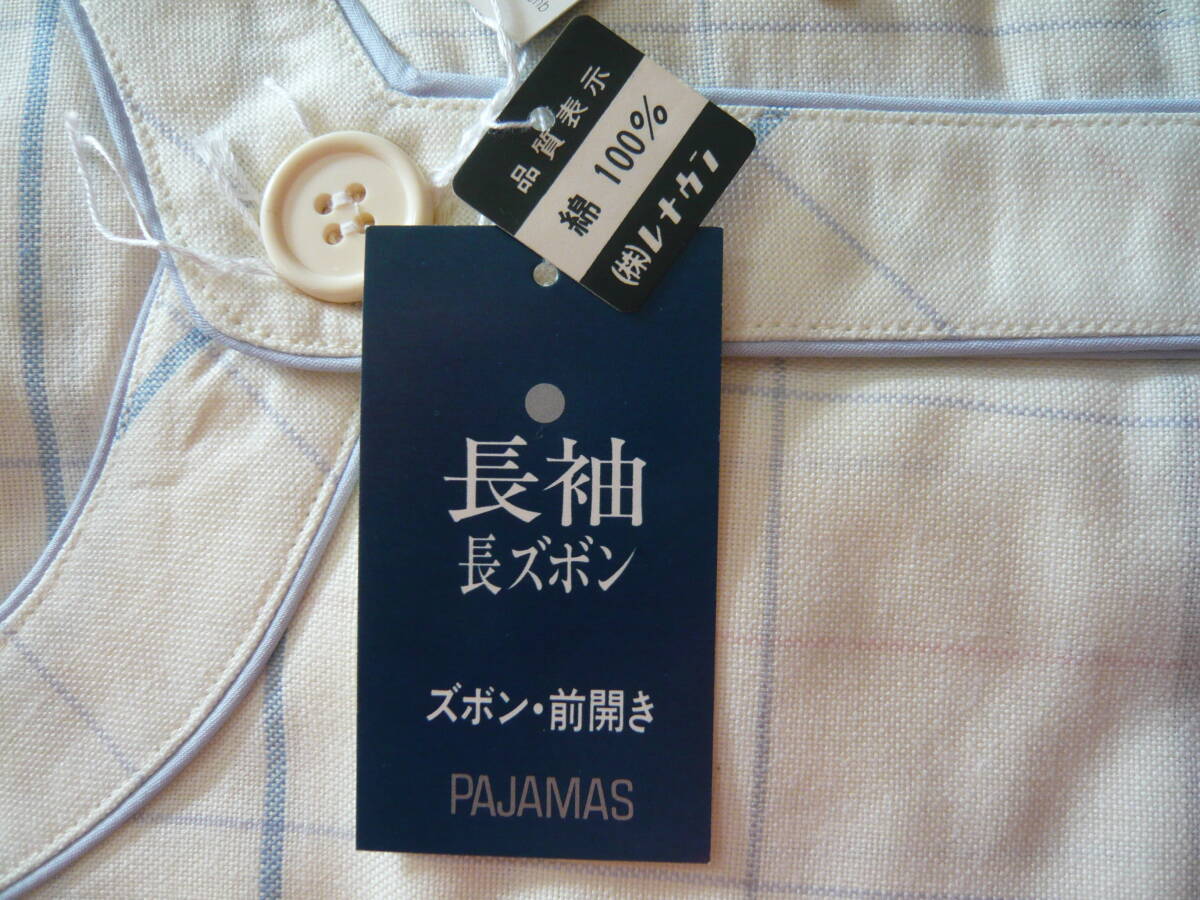 品質表示
綿 100%
(株)レナウン
長袖
長ズボン
ズボン・前開き
PAJAMAS